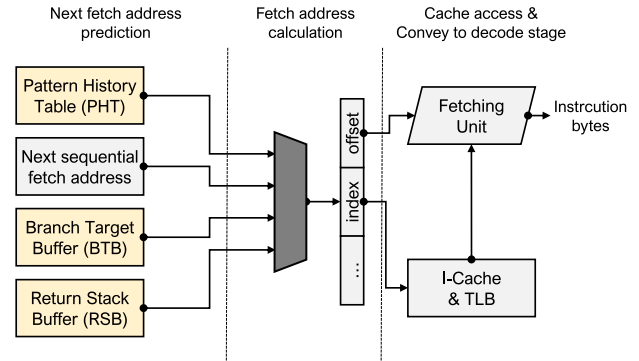 Next fetch address
prediction
Fetch address
calculation
Cache access &
Convey to decode stage
Pattern History
Table (PHT)
Next sequential
fetch address
Branch Target
Buffer (BTB)
Return Stack
Buffer (RSB)
offset
index
...
Fetching
Unit
Instrcution
bytes
I-Cache
& TLB